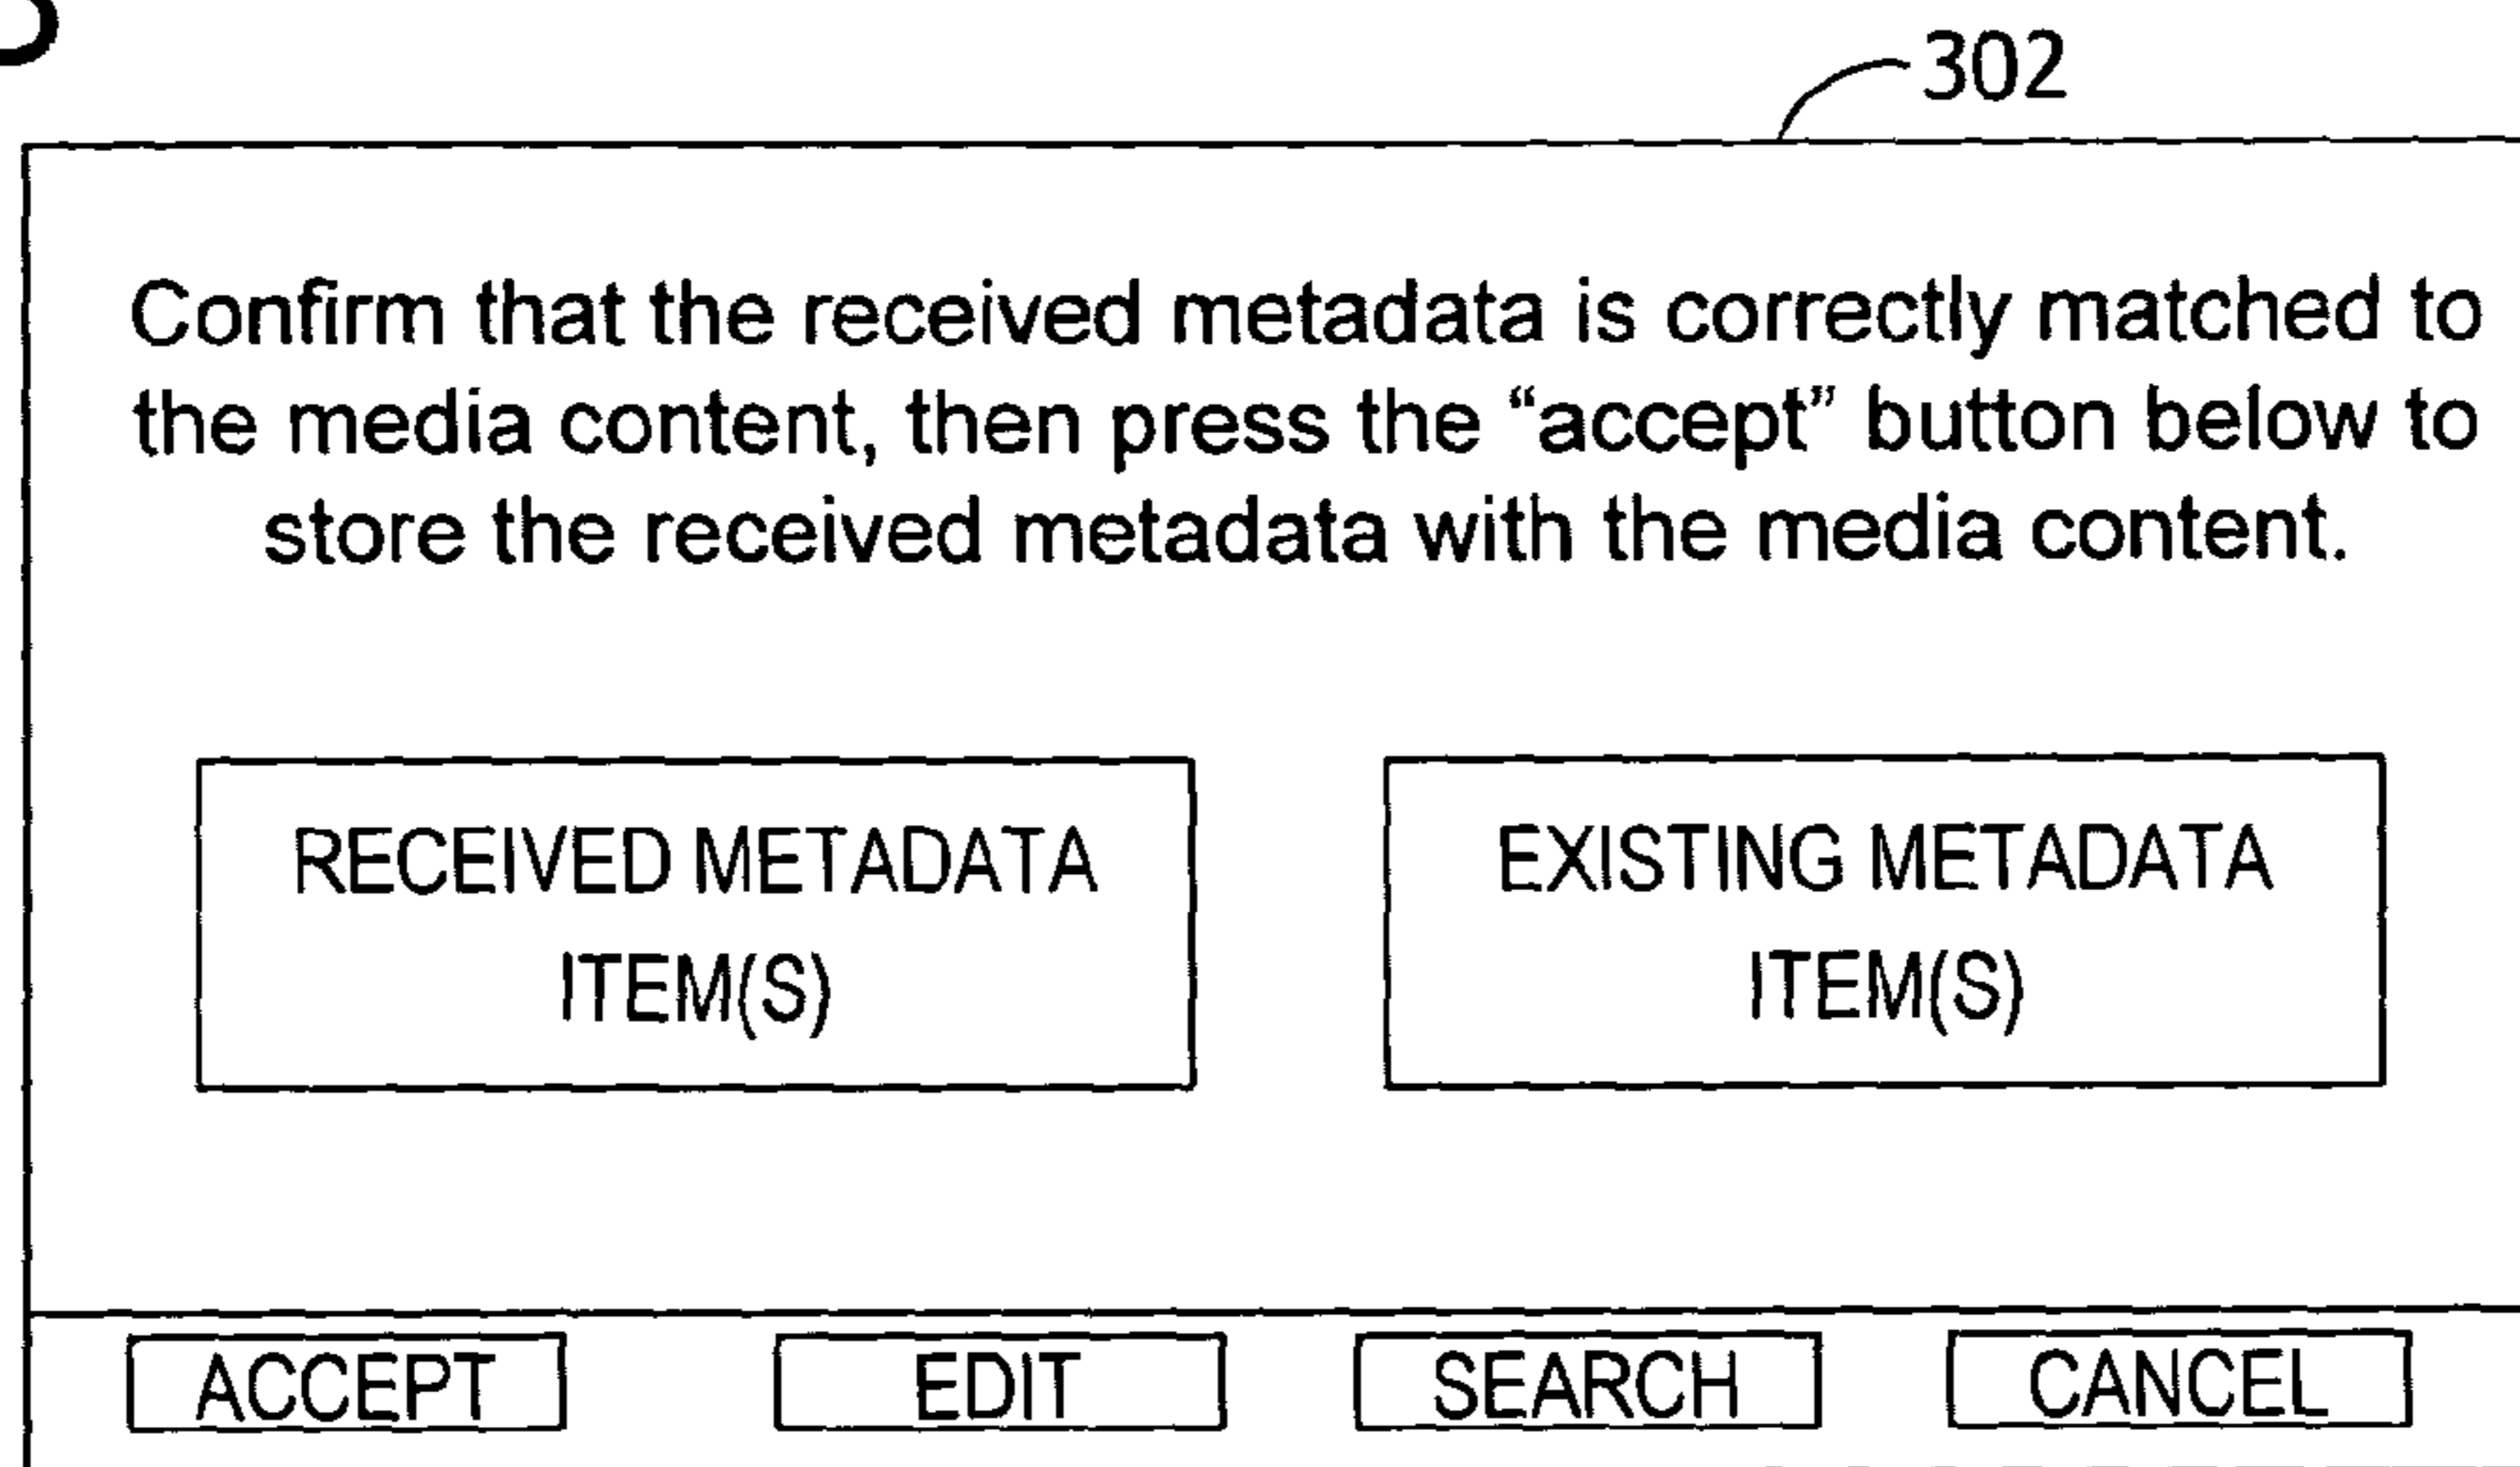 302
Confirm that the received metadata is correctly matched to
the media content, then press the “accept” button below to
store the received metadata with the media content.
RECEIVED METADATA
ITEM(S)
EXISTING METADATA
ITEM(S)
ACCEPT
EDIT
SEARCH
CANCEL